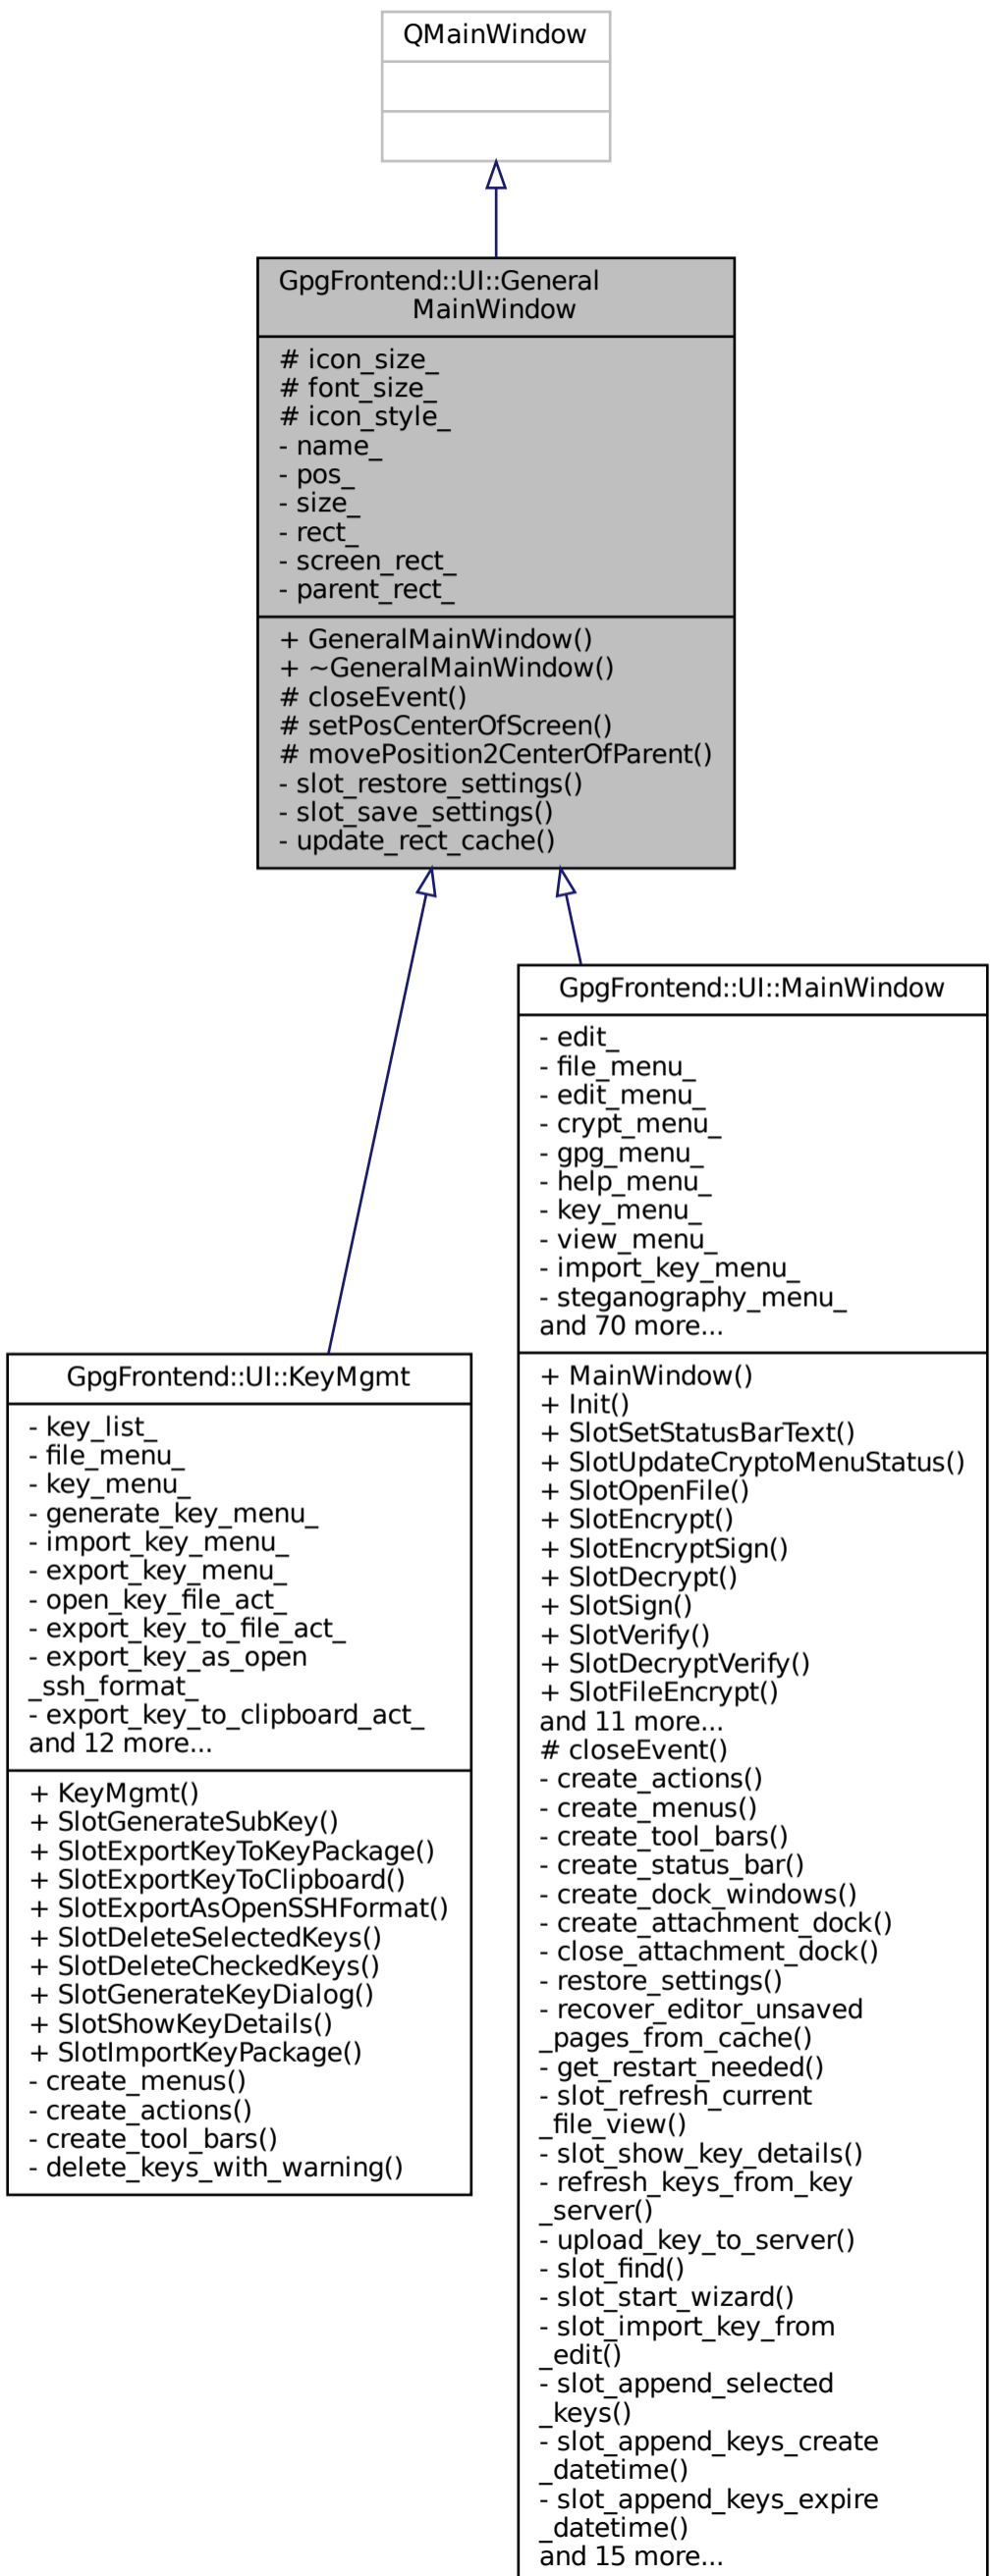 QMainWindow
GpgFrontend::UI::General
MainWindow
# icon_size_
# font_size_
# icon_style_
- name_
- pos_
- size_
- rect_
- screen_rect_
- parent_rect_
+ GeneralMainWindow()
+ ~GeneralMainWindow()
# closeEvent()
# setPosCenterOfScreen()
# movePosition2CenterOfParent()
- slot_restore_settings()
- slot_save_settings()
- update_rect_cache()
GpgFrontend::UI::KeyMgmt
- key_list_
- file_menu_
- key_menu_
- generate_key_menu_
- import_key_menu_
- export_key_menu_
- open_key_file_act_
- export_key_to_file_act_
- export_key_as_open
_ssh_format_
- export_key_to_clipboard_act_
and 12 more...
+ KeyMgmt()
+ SlotGenerateSubKey()
+ SlotExportKeyToKeyPackage()
+ SlotExportKeyToClipboard()
+ SlotExportAsOpenSSHFormat()
+ SlotDeleteSelectedKeys()
+ SlotDeleteCheckedKeys()
+ SlotGenerateKeyDialog()
+ SlotShowKeyDetails()
+ SlotImportKeyPackage()
- create_menus()
- create_actions()
- create_tool_bars()
- delete_keys_with_warning()
GpgFrontend::UI::MainWindow
- edit_
- file_menu_
- edit_menu_
- crypt_menu_
- gpg_menu_
- help_menu_
- key_menu_
- view_menu_
- import_key_menu_
- steganography_menu_
and 70 more...
+ MainWindow()
+ Init()
+ SlotSetStatusBarText()
+ SlotUpdateCryptoMenuStatus()
+ SlotOpenFile()
+ SlotEncrypt()
+ SlotEncryptSign()
+ SlotDecrypt()
+ SlotSign()
+ SlotVerify()
+ SlotDecryptVerify()
+ SlotFileEncrypt()
and 11 more...
# closeEvent()
- create_actions()
- create_menus()
- create_tool_bars()
- create_status_bar()
- create_dock_windows()
- create_attachment_dock()
- close_attachment_dock()
- restore_settings()
- recover_editor_unsaved
_pages_from_cache()
- get_restart_needed()
- slot_refresh_current
_file_view()
- slot_show_key_details()
- refresh_keys_from_key
_server()
- upload_key_to_server()
- slot_find()
- slot_start_wizard()
- slot_import_key_from
_edit()
- slot_append_selected
_keys()
- slot_append_keys_create
_datetime()
- slot_append_keys_expire
_datetime()
and 15 more...